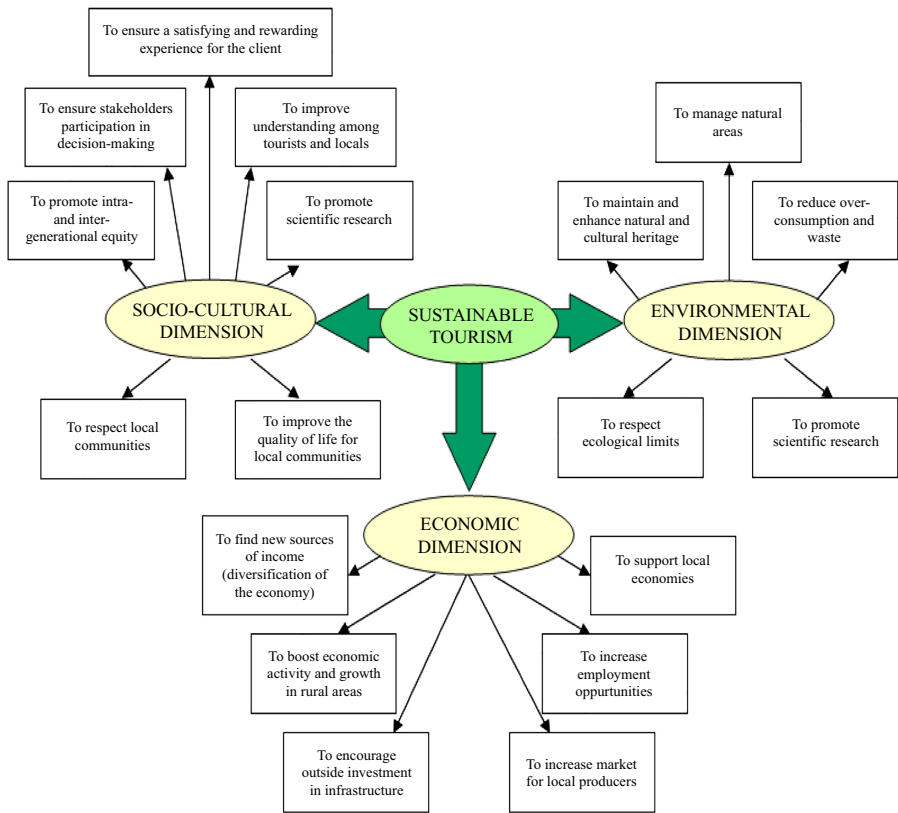 To ensure a satisfying and rewarding
experience for the client
To ensure stakeholders
participation in
decision-making
To improve
understanding among
tourists and locals
To promote intra-
and inter-
generational equity
To promote
scientific research
SOCIO-CULTURAL
DIMENSION
To respect local
communities
To improve the
quality of life for
local communities
SUSTAINABLE
TOURISM
To manage natural
areas
To maintain and
enhance natural and
cultural heritage
To reduce over-
consumption and
waste
ENVIRONMENTAL
DIMENSION
To respect
ecological limits
To promote
scientific research
ECONOMIC
DIMENSION
To find new sources
of income
(diversification of
the economy)
To support local
economies
To boost economic
activity and growth
in rural areas
To increase
employment
oppurtunities
To encourage
outside investment
in infrastructure
To increase market
for local producers